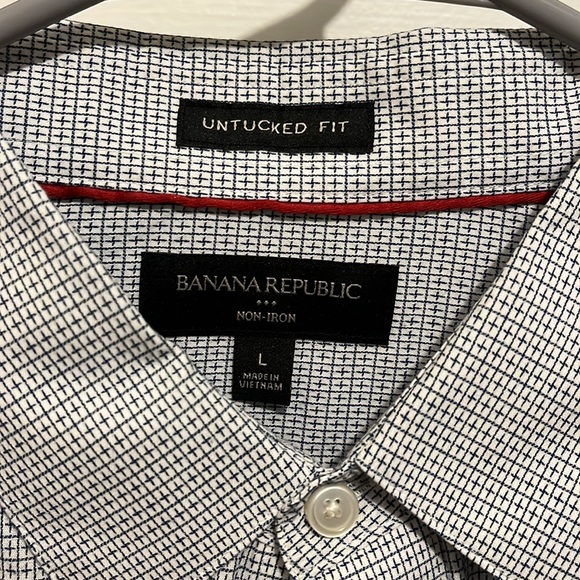 UNTUCKED FIT
BANANA REPUBLIC
NON-IRON
L
MADE IN
VIETNAM